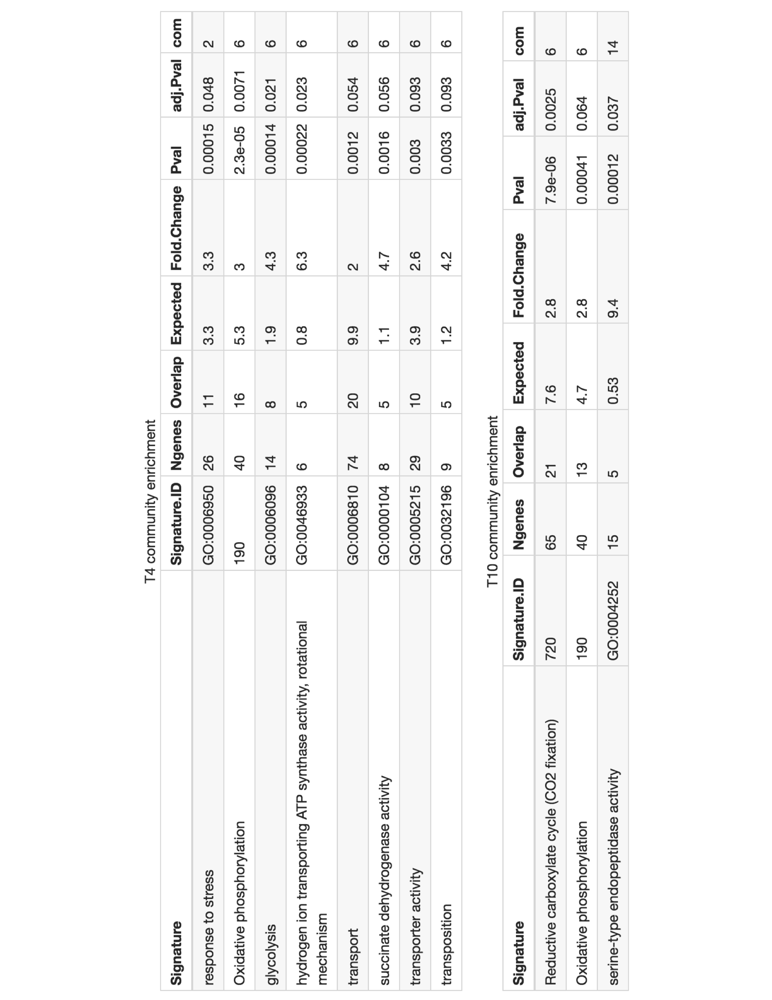 T4 community enrichment
Signature Signature.ID Ngenes Overlap Expected Fold.Change Pval adj.Pval com
response to stress GO:0006950 26 11 3.3 3.3 0.00015 0.048 2
Oxidative phosphorylation 190 40 16 5.3 3 2.3e-05 0.0071 6
glycolysis GO:0006096 14 8 1.9 4.3 0.00014 0.021 6
hydrogen ion transporting ATP synthase activity, rotational GO:0046933 6 5 0.8 6.3 0.00022 0.023 6
mechanism
transport GO:0006810 74 20 9.9 2 0.0012 0.054 6
succinate dehydrogenase activity GO:0000104 8 5 1.1 4.7 0.0016 0.056 6
transporter activity GO:0005215 29 10 3.9 2.6 0.003 0.093 6
transposition GO:0032196 9 5 1.2 4.2 0.0033 0.093 6
T10 community enrichment
Signature Signature.ID Ngenes Overlap Expected Fold.Change Pval adj.Pval com
Reductive carboxylate cycle (CO2 fixation) 720 65 21 7.6 2.8 7.9e-06 0.0025 6
Oxidative phosphorylation 190 40 13 4.7 2.8 0.00041 0.064 6
serine-type endopeptidase activity GO:0004252 15 5 0.53 9.4 0.00012 0.037 14